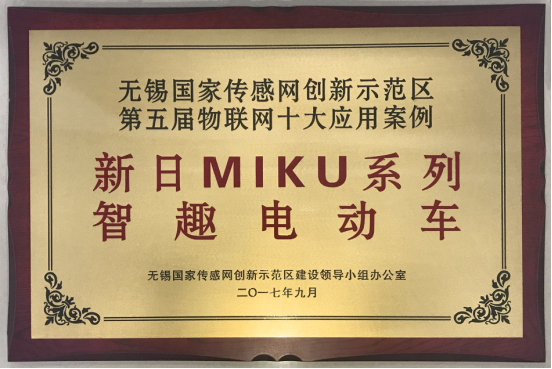 无锡国家传感网创新示范区
第五届物联网十大应用案例
新日MIKU系列
智趣电动车
无锡国家传感网创新示范区建设领导小组办公室
二〇一七年九月